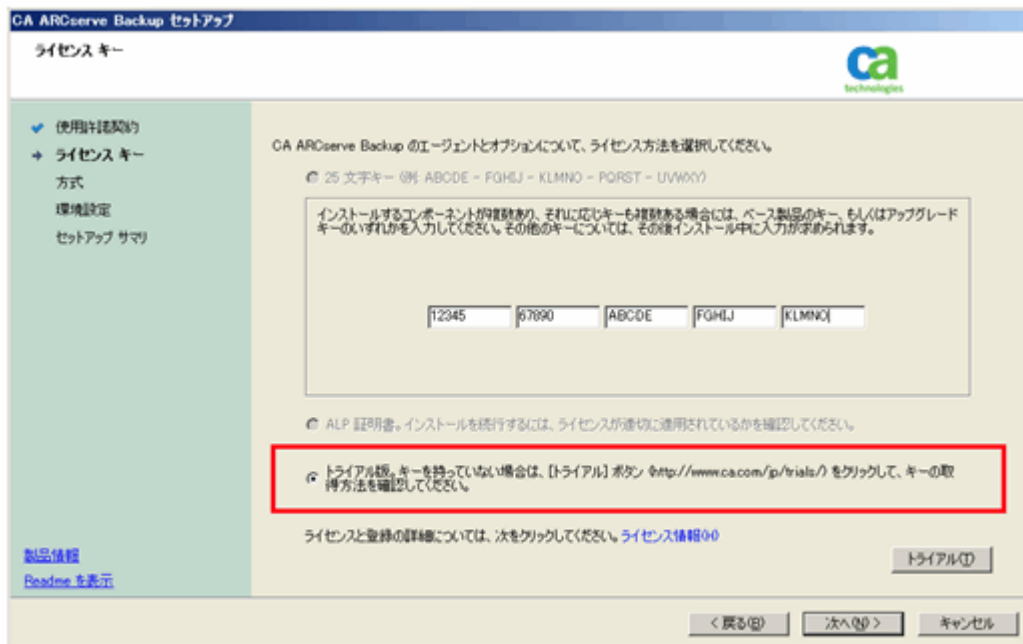 CA ARCserve Backup セットアップ
ライセンス キー
ca
technologies
使用許諾契約
ライセンス キー
方式
環境設定
セットアップ サマリ
CA ARCserve Backup のエージェントとオプションについて、ライセンス方法を選択してください。
25 文字キー (例: ABCDE - FGHIJ - KLMNO - PQRST - UVWXY)
インストールするコンポーネントが複数あり、それに応じキーも複数ある場合には、ベース製品のキー、もしくはアップグレード
キーのいずれかを入力してください。その他のキーについては、その後インストール中に入力が求められます。
12345 67890 ABCDE FGHIJ KLMNO
ALP 証明書。インストールを続行するには、ライセンスが適切に適用されているかを確認してください。
トライアル版。キーを持っていない場合は、[トライアル] ボタン (http://www.ca.com/jp/trials/) をクリックして、キーの取
得方法を確認してください。
ライセンスと登録の詳細については、次をクリックしてください。ライセンス情報(H)
製品情報
Readme を表示
トライアル(T)
< 戻る(B) 次へ(N) > キャンセル